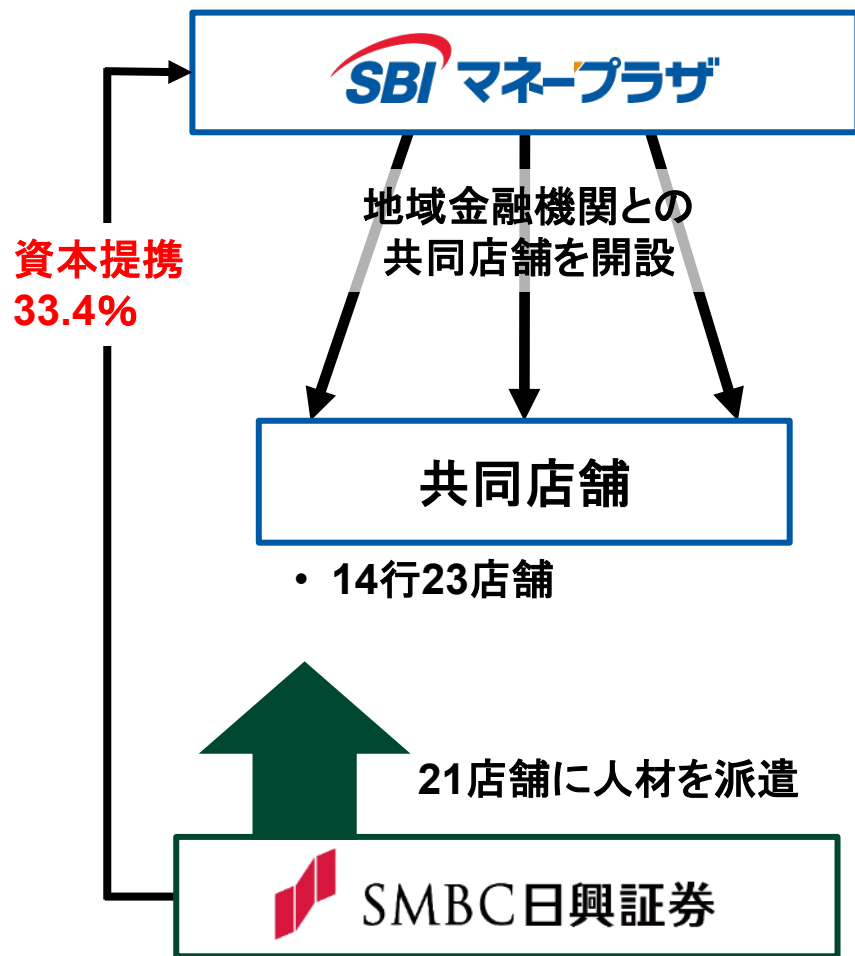 SBI マネープラザ
地域金融機関との
共同店舗を開設
資本提携
33.4%
共同店舗
• 14行23店舗
21店舗に人材を派遣
SMBC日興証券